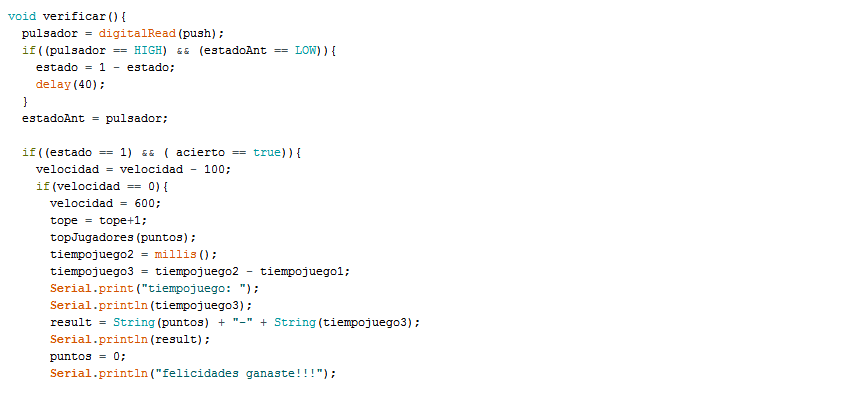 void verificar(){
  pulsador = digitalRead(push);
  if((pulsador == HIGH) && (estadoAnt == LOW)){
    estado = 1 - estado;
    delay(40);
  }
  estadoAnt = pulsador;

  if((estado == 1) && ( acierto == true)){
    velocidad = velocidad - 100;
    if(velocidad == 0){
      velocidad = 600;
      tope = tope+1;
      topJugadores(puntos);
      tiempojuego2 = millis();
      tiempojuego3 = tiempojuego2 - tiempojuego1;
      Serial.print("tiempojuego: ");
      Serial.println(tiempojuego3);
      result = String(puntos) + "-" + String(tiempojuego3);
      Serial.println(result);
      puntos = 0;
      Serial.println("felicidades ganaste!!!");